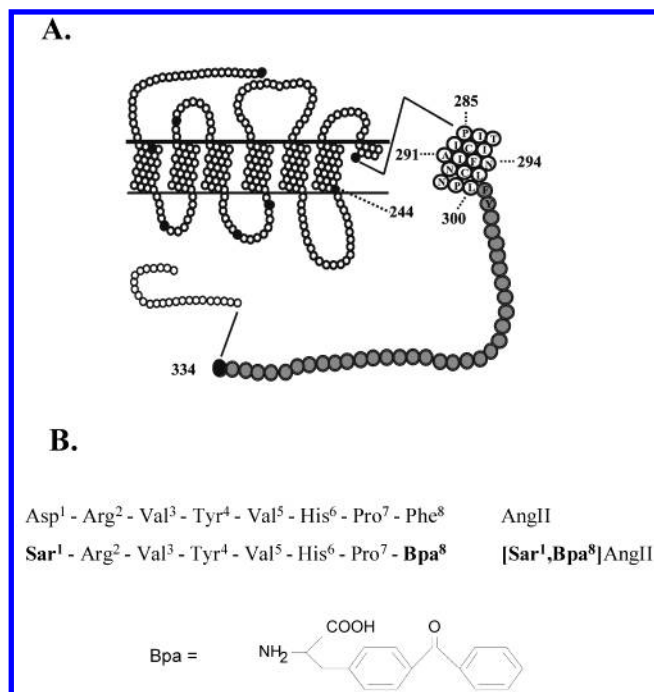 A.
285
P I T
I C I
291 A F N 294
N C L
N P L F
Y
244
300
334
B.
Asp¹ - Arg² - Val³ - Tyr⁴ - Val⁵ - His⁶ - Pro⁷ - Phe⁸ AngII
Sar¹ - Arg² - Val³ - Tyr⁴ - Val⁵ - His⁶ - Pro⁷ - Bpa⁸ [Sar¹,Bpa⁸]AngII
COOH O
Bpa = NH₂